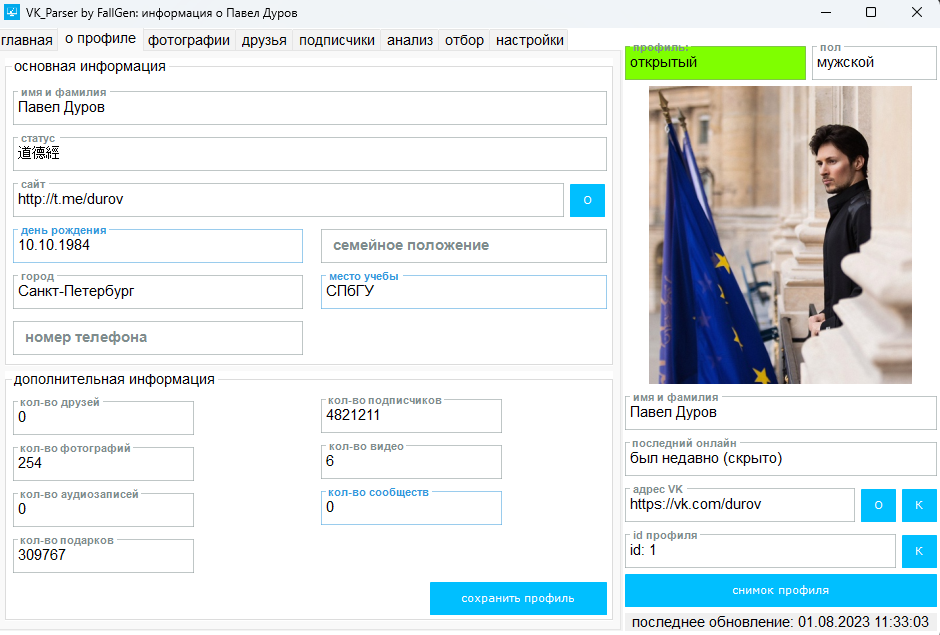 VK_Parser by FallGen: информация о Павел Дуров
главная о профиле фотографии друзья подписчики анализ отбор настройки
основная информация
имя и фамилия
Павел Дуров
статус
道德經
сайт
http://t.me/durov
O
день рождения
10.10.1984
семейное положение
город
Санкт-Петербург
место учебы
СПбГУ
номер телефона
дополнительная информация
кол-во друзей
0
кол-во подписчиков
4821211
кол-во фотографий
254
кол-во видео
6
кол-во аудиозаписей
0
кол-во сообществ
0
кол-во подарков
309767
сохранить профиль
профиль:
открытый
пол
мужской
имя и фамилия
Павел Дуров
последний онлайн
был недавно (скрыто)
адрес VK
https://vk.com/durov
O K
id профиля
id: 1
K
снимок профиля
последнее обновление: 01.08.2023 11:33:03